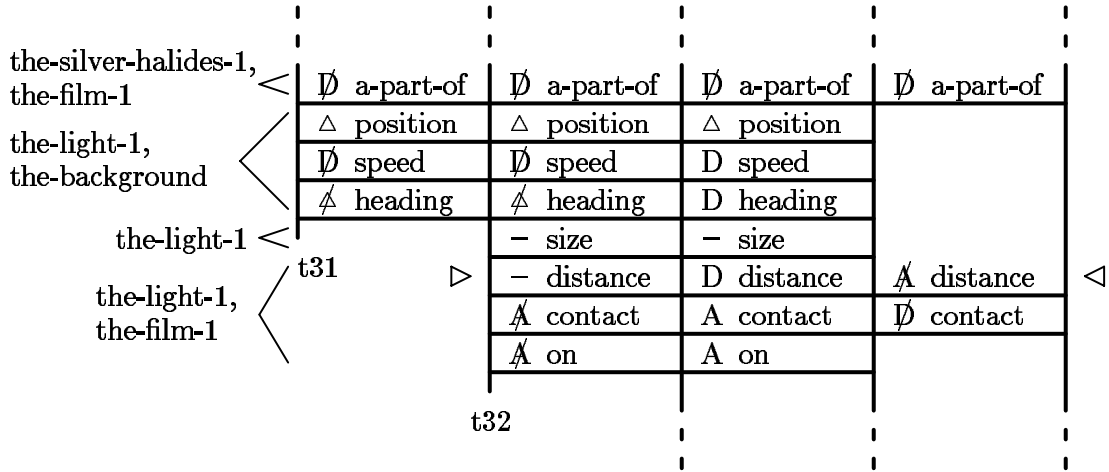 the-silver-halides-1,
the-film-1
D̸ a-part-of D̸ a-part-of D̸ a-part-of D̸ a-part-of
the-light-1,
the-background
△ position △ position △ position
D̸ speed D̸ speed D speed
△̸ heading △̸ heading D heading
the-light-1
– size – size
t31
the-light-1,
the-film-1
▷ – distance D distance A̸ distance ◁
A̸ contact A contact D̸ contact
A̸ on A on
t32